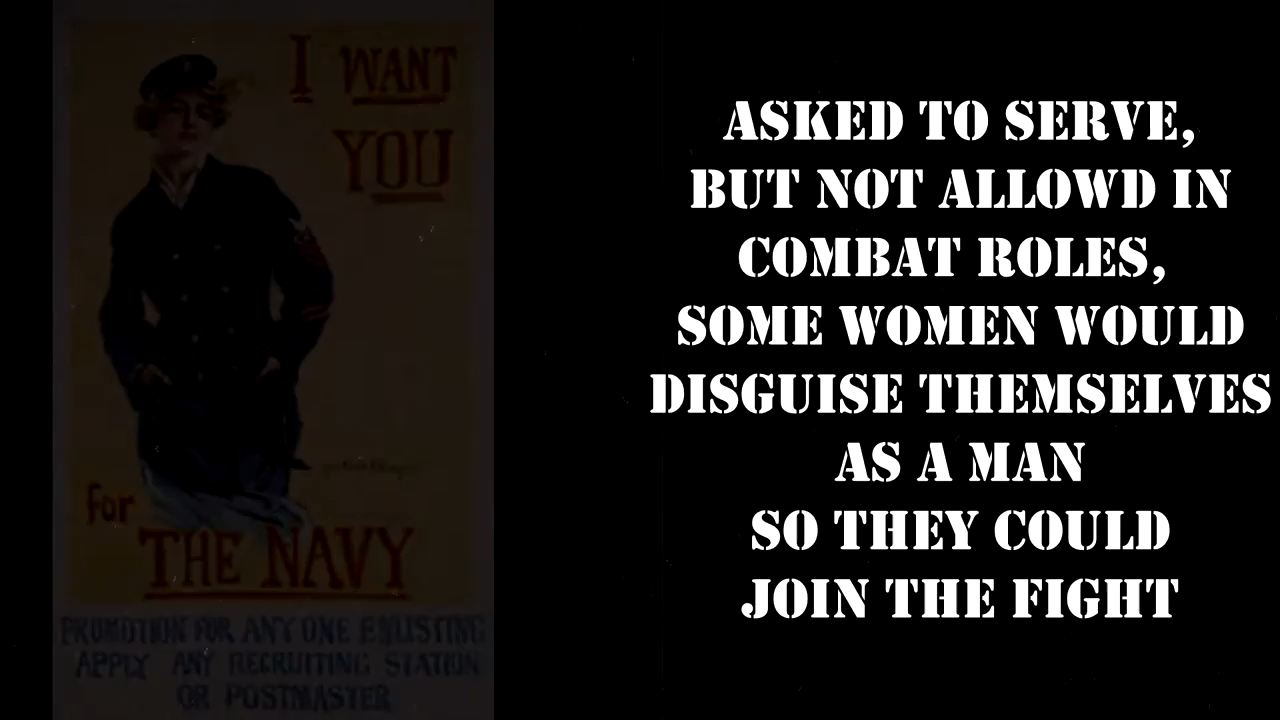 I WANT
YOU
for
THE NAVY
PROMOTION FOR ANY ONE ENLISTING
APPLY ANY RECRUITING STATION
OR POSTMASTER
ASKED TO SERVE,
BUT NOT ALLOWD IN
COMBAT ROLES,
SOME WOMEN WOULD
DISGUISE THEMSELVES
AS A MAN
SO THEY COULD
JOIN THE FIGHT